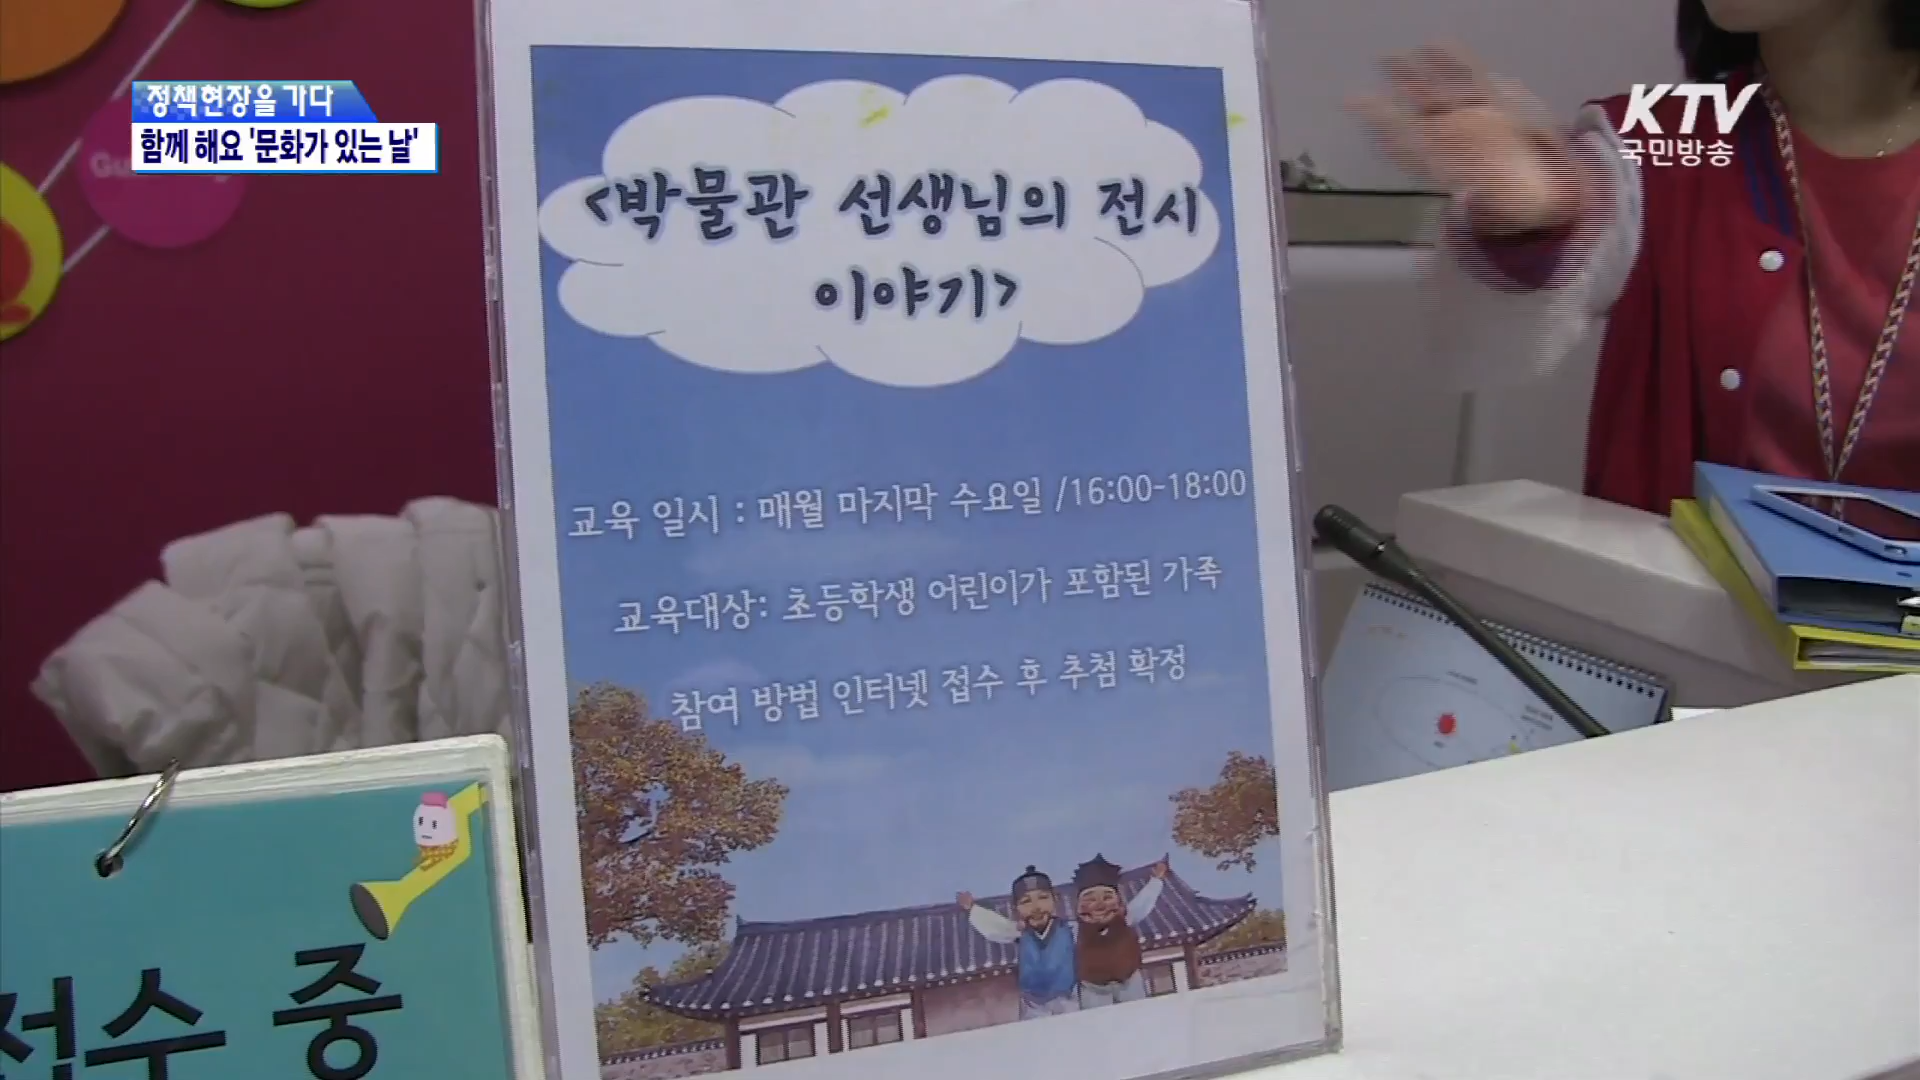 정책현장을 가다
함께 해요 '문화가 있는 날'
KTV
국민방송
<박물관 선생님의 전시
이야기>
교육 일시 : 매월 마지막 수요일 /16:00-18:00
교육대상: 초등학생 어린이가 포함된 가족
참여 방법 인터넷 접수 후 추첨 확정
접수 중